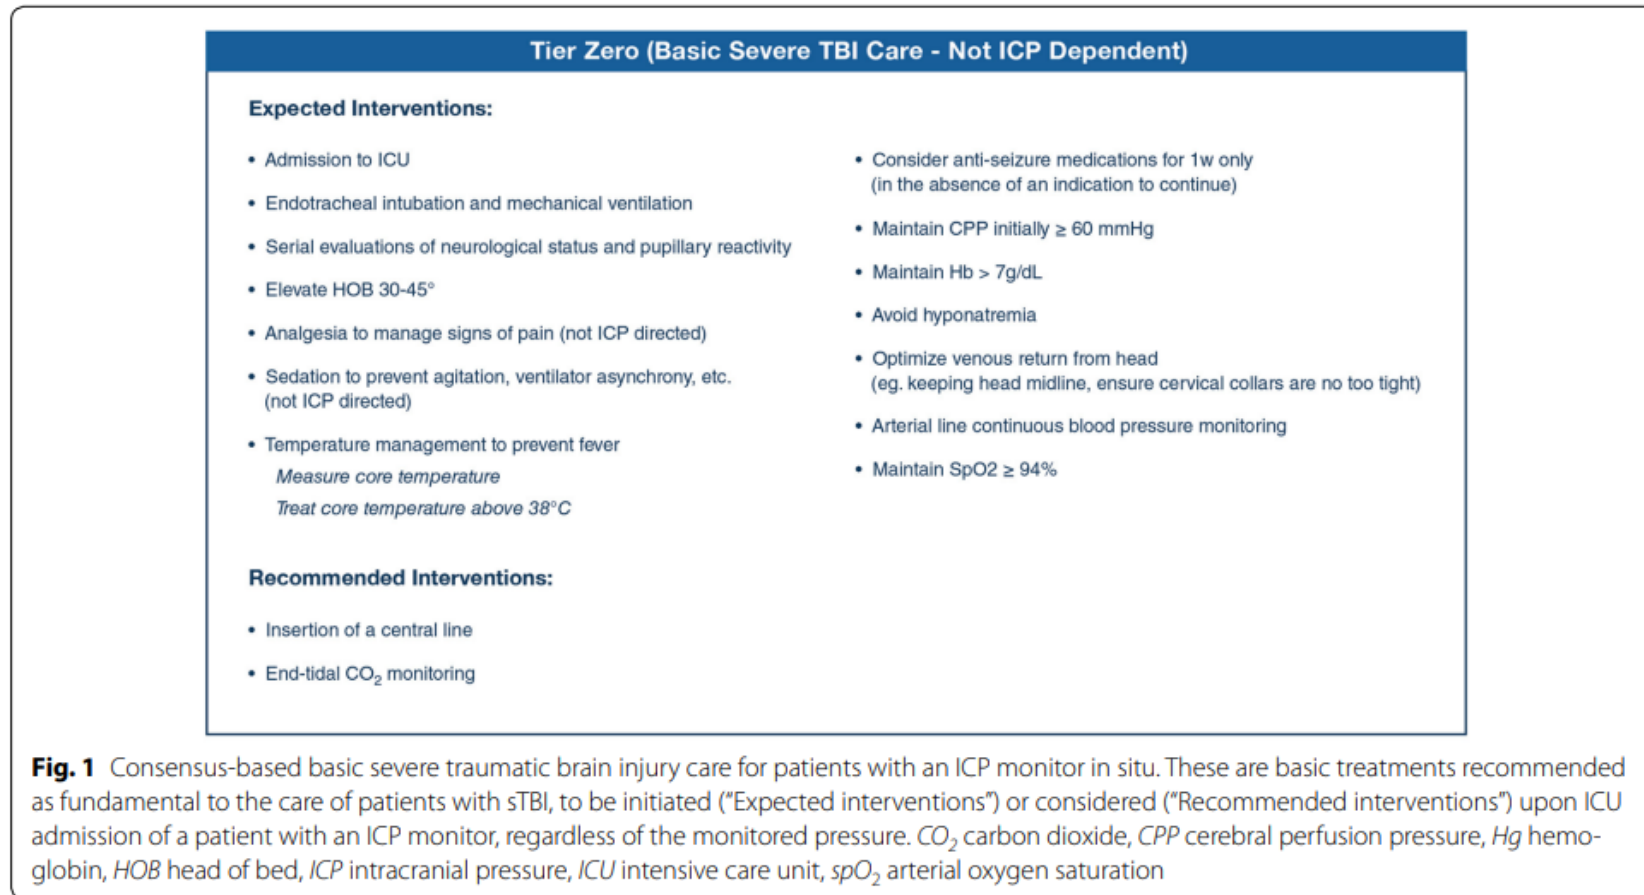 Tier Zero (Basic Severe TBI Care - Not ICP Dependent)
Expected Interventions:
• Admission to ICU
• Endotracheal intubation and mechanical ventilation
• Serial evaluations of neurological status and pupillary reactivity
• Elevate HOB 30-45°
• Analgesia to manage signs of pain (not ICP directed)
• Sedation to prevent agitation, ventilator asynchrony, etc.
(not ICP directed)
• Temperature management to prevent fever
Measure core temperature
Treat core temperature above 38°C
• Consider anti-seizure medications for 1w only
(in the absence of an indication to continue)
• Maintain CPP initially ≥ 60 mmHg
• Maintain Hb > 7g/dL
• Avoid hyponatremia
• Optimize venous return from head
(eg. keeping head midline, ensure cervical collars are no too tight)
• Arterial line continuous blood pressure monitoring
• Maintain SpO2 ≥ 94%
Recommended Interventions:
• Insertion of a central line
• End-tidal CO₂ monitoring
Fig. 1 Consensus-based basic severe traumatic brain injury care for patients with an ICP monitor in situ. These are basic treatments recommended
as fundamental to the care of patients with sTBI, to be initiated (“Expected interventions”) or considered (“Recommended interventions”) upon ICU
admission of a patient with an ICP monitor, regardless of the monitored pressure. CO₂ carbon dioxide, CPP cerebral perfusion pressure, Hg hemo-
globin, HOB head of bed, ICP intracranial pressure, ICU intensive care unit, spO₂ arterial oxygen saturation